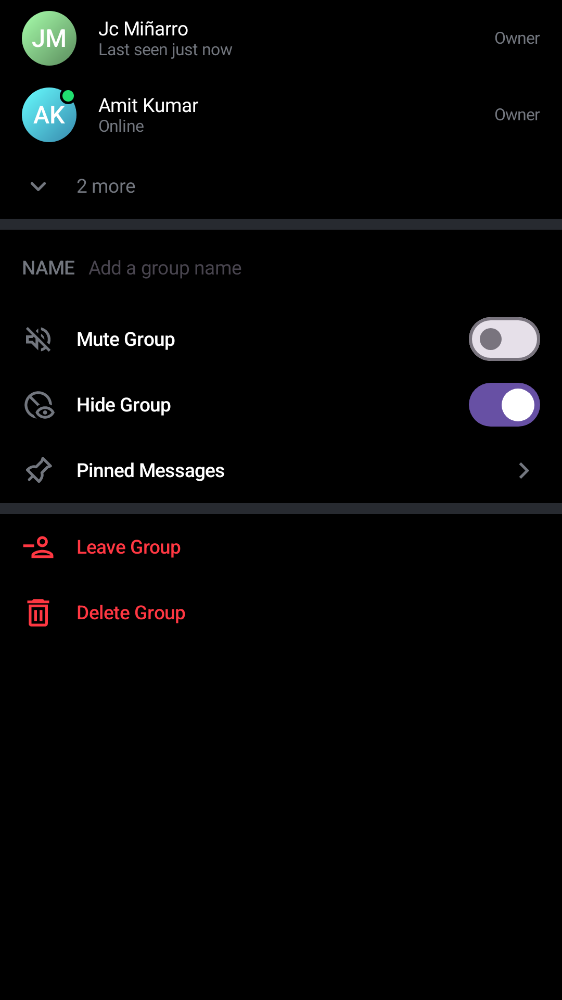 JM
Jc Miñarro
Last seen just now
Owner
AK
Amit Kumar
Online
Owner
2 more
NAME Add a group name
Mute Group
Hide Group
Pinned Messages
Leave Group
Delete Group